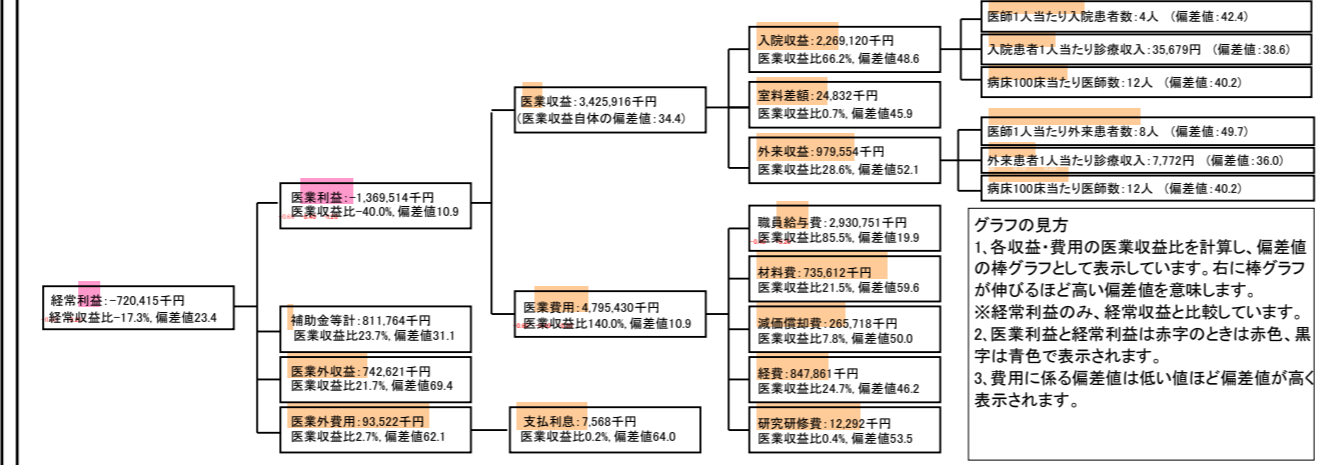 経常利益:-720,415千円
経常収益比-17.3%, 偏差値23.4
医業利益:-1,369,514千円
医業収益比-40.0%, 偏差値10.9
補助金等計:811,764千円
医業収益比23.7%, 偏差値31.1
医業外収益:742,621千円
医業収益比21.7%, 偏差値69.4
医業外費用:93,522千円
医業収益比2.7%, 偏差値62.1
医業収益:3,425,916千円
(医業収益自体の偏差値:34.4)
医業費用:4,795,430千円
医業収益比140.0%, 偏差値10.9
支払利息:7,568千円
医業収益比0.2%, 偏差値64.0
入院収益:2,269,120千円
医業収益比66.2%, 偏差値48.6
室料差額:24,832千円
医業収益比0.7%, 偏差値45.9
外来収益:979,554千円
医業収益比28.6%, 偏差値52.1
職員給与費:2,930,751千円
医業収益比85.5%, 偏差値19.9
材料費:735,612千円
医業収益比21.5%, 偏差値59.6
減価償却費:265,718千円
医業収益比7.8%, 偏差値50.0
経費:847,861千円
医業収益比24.7%, 偏差値46.2
研究研修費:12,292千円
医業収益比0.4%, 偏差値53.5
医師1人当たり入院患者数:4人 (偏差値:42.4)
入院患者1人当たり診療収入:35,679円 (偏差値:38.6)
病床100床当たり医師数:12人 (偏差値:40.2)
医師1人当たり外来患者数:8人 (偏差値:49.7)
外来患者1人当たり診療収入:7,772円 (偏差値:36.0)
病床100床当たり医師数:12人 (偏差値:40.2)
グラフの見方
1、各収益・費用の医業収益比を計算し、偏差値
の棒グラフとして表示しています。右に棒グラフ
が伸びるほど高い偏差値を意味します。
※経常利益のみ、経常収益と比較しています。
2、医業利益と経常利益は赤字のときは赤色、黒
字は青色で表示されます。
3、費用に係る偏差値は低い値ほど偏差値が高く
表示されます。